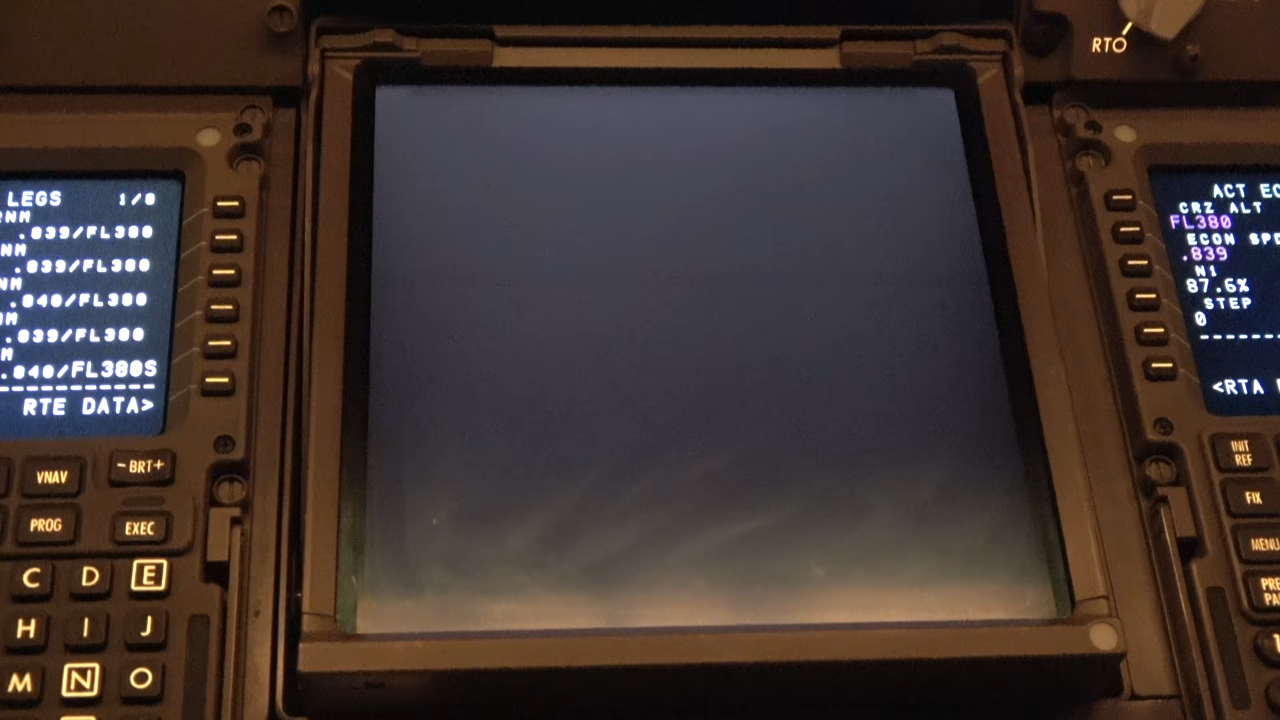 RTO
LEGS 1/8
NM
.839/FL380
NM
.839/FL380
NM
.840/FL380
NM
.839/FL380
M
.840/FL380S
-----------
RTE DATA>
VNAV
-BRT+
PROG
EXEC
C D E
H I J
M N O
ACT EC
CRZ ALT
FL380
ECON SPD
.839
N1
87.6%
STEP
0
-----
<RTA
INIT
REF
FIX
MENU